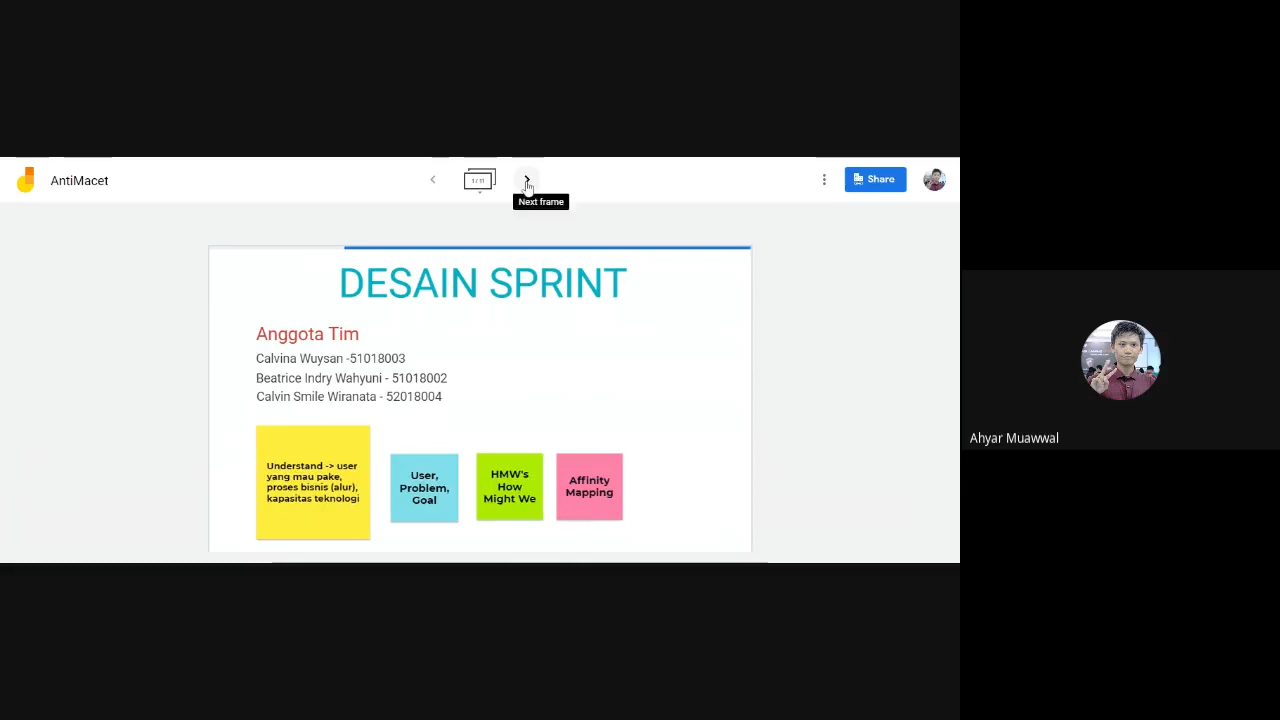 AntiMacet
1 / 11
Share
Next frame
DESAIN SPRINT
Anggota Tim
Calvina Wuysan -51018003
Beatrice Indry Wahyuni - 51018002
Calvin Smile Wiranata - 52018004
Understand -> user
yang mau pake,
proses bisnis (alur),
kapasitas teknologi
User,
Problem,
Goal
HMW's
How
Might We
Affinity
Mapping
Ahyar Muawwal